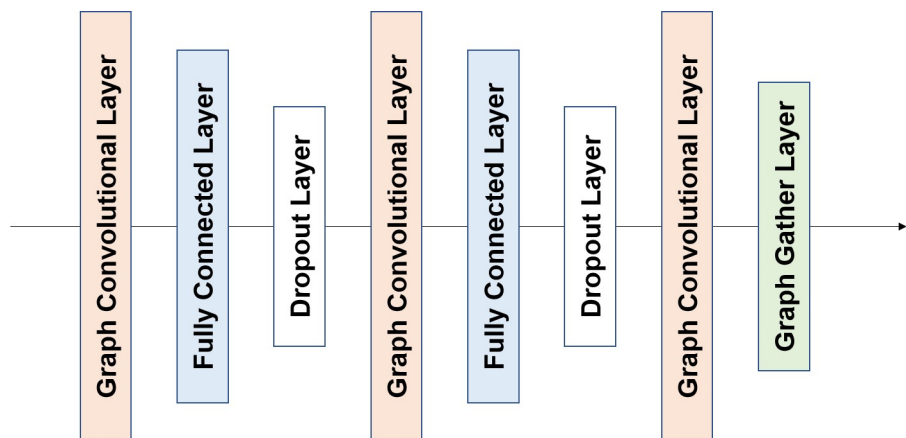 Graph Convolutional Layer
Fully Connected Layer
Dropout Layer
Graph Convolutional Layer
Fully Connected Layer
Dropout Layer
Graph Convolutional Layer
Graph Gather Layer